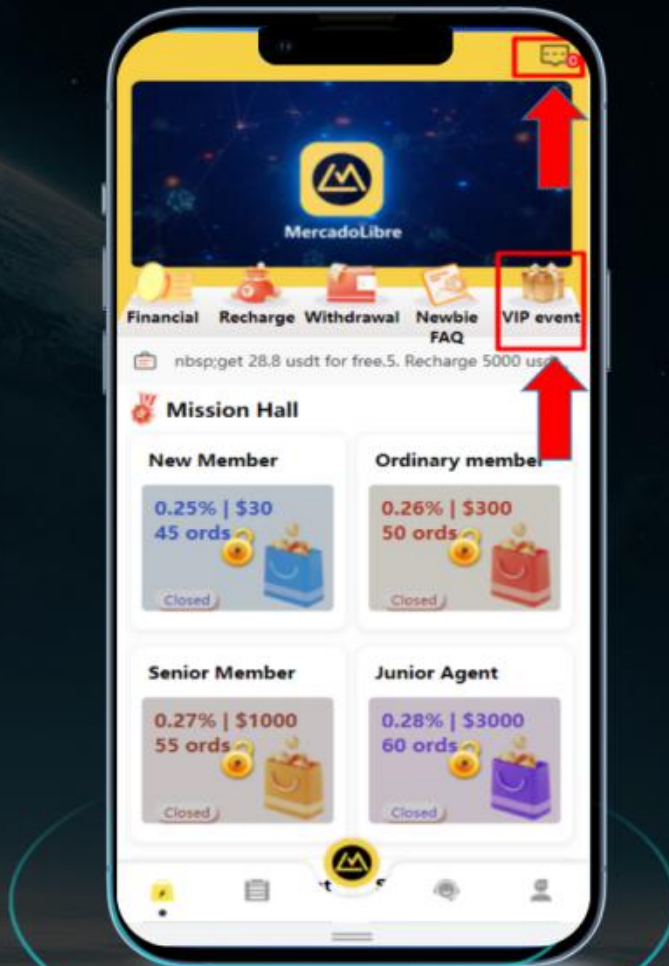 MercadoLibre
Financial Recharge Withdrawal Newbie FAQ VIP event
nbsp;get 28.8 usdt for free.5. Recharge 5000
Mission Hall
New Member
0.25% | $30
45 ords
Closed
Ordinary member
0.26% | $300
50 ords
Closed
Senior Member
0.27% | $1000
55 ords
Closed
Junior Agent
0.28% | $3000
60 ords
Closed